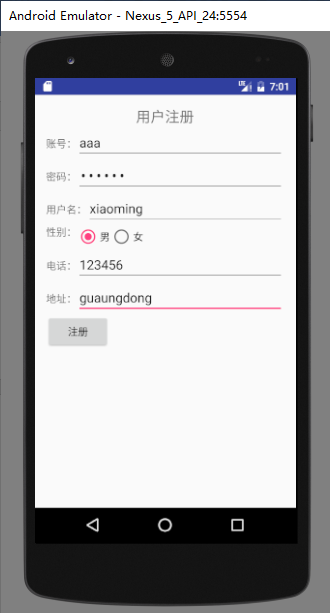 Android Emulator - Nexus_5_API_24:5554
LTE 7:01
用户注册
账号： aaa
密码： ••••••
用户名： xiaoming
性别： 男 女
电话： 123456
地址： guaungdong
注册